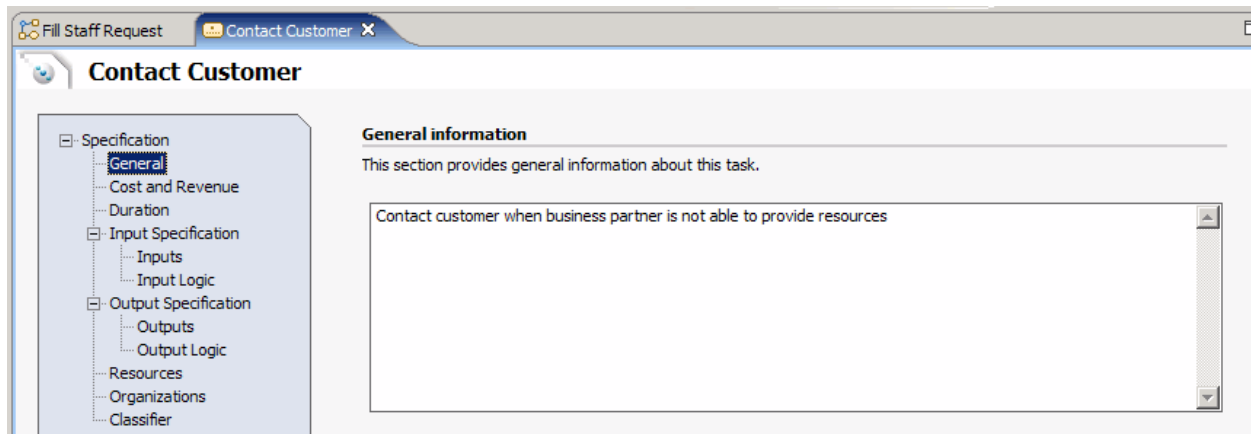 Fill Staff Request
Contact Customer
Contact Customer
Specification
General
Cost and Revenue
Duration
Input Specification
Inputs
Input Logic
Output Specification
Outputs
Output Logic
Resources
Organizations
Classifier
General information
This section provides general information about this task.
Contact customer when business partner is not able to provide resources